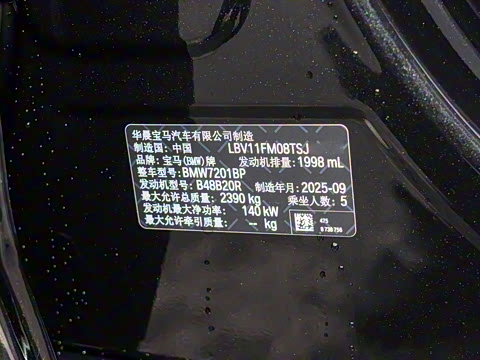 华晨宝马汽车有限公司制造
制造国: 中国 LBV11FM08TSJ
品牌: 宝马(BMW)牌 发动机排量: 1998 mL
整车型号: BMW7201BP
发动机型号: B48B20R 制造年月: 2025-09
最大允许总质量: 2390 kg 乘坐人数: 5
发动机最大净功率: 140 kW
最大允许牵引质量: -- kg
475